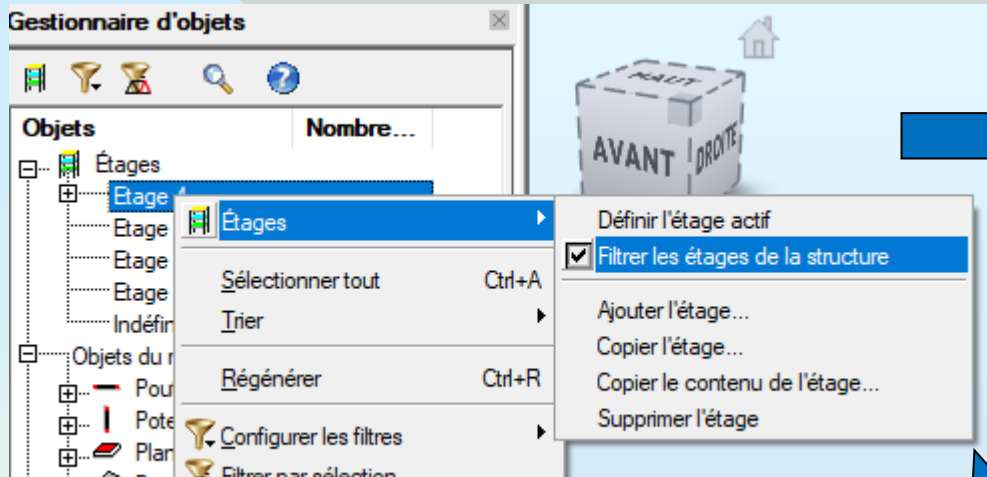 Gestionnaire d'objets
Objets Nombre...
Étages
Etage 4
Etage
Etage
Etage
Indéfin
Objets du
Pout
Pote
Plan
HAUT
AVANT
DROITE
Étages
Sélectionner tout Ctrl+A
Trier
Régénérer Ctrl+R
Configurer les filtres
Filtrer par sélection
Définir l'étage actif
Filtrer les étages de la structure
Ajouter l'étage...
Copier l'étage...
Copier le contenu de l'étage...
Supprimer l'étage